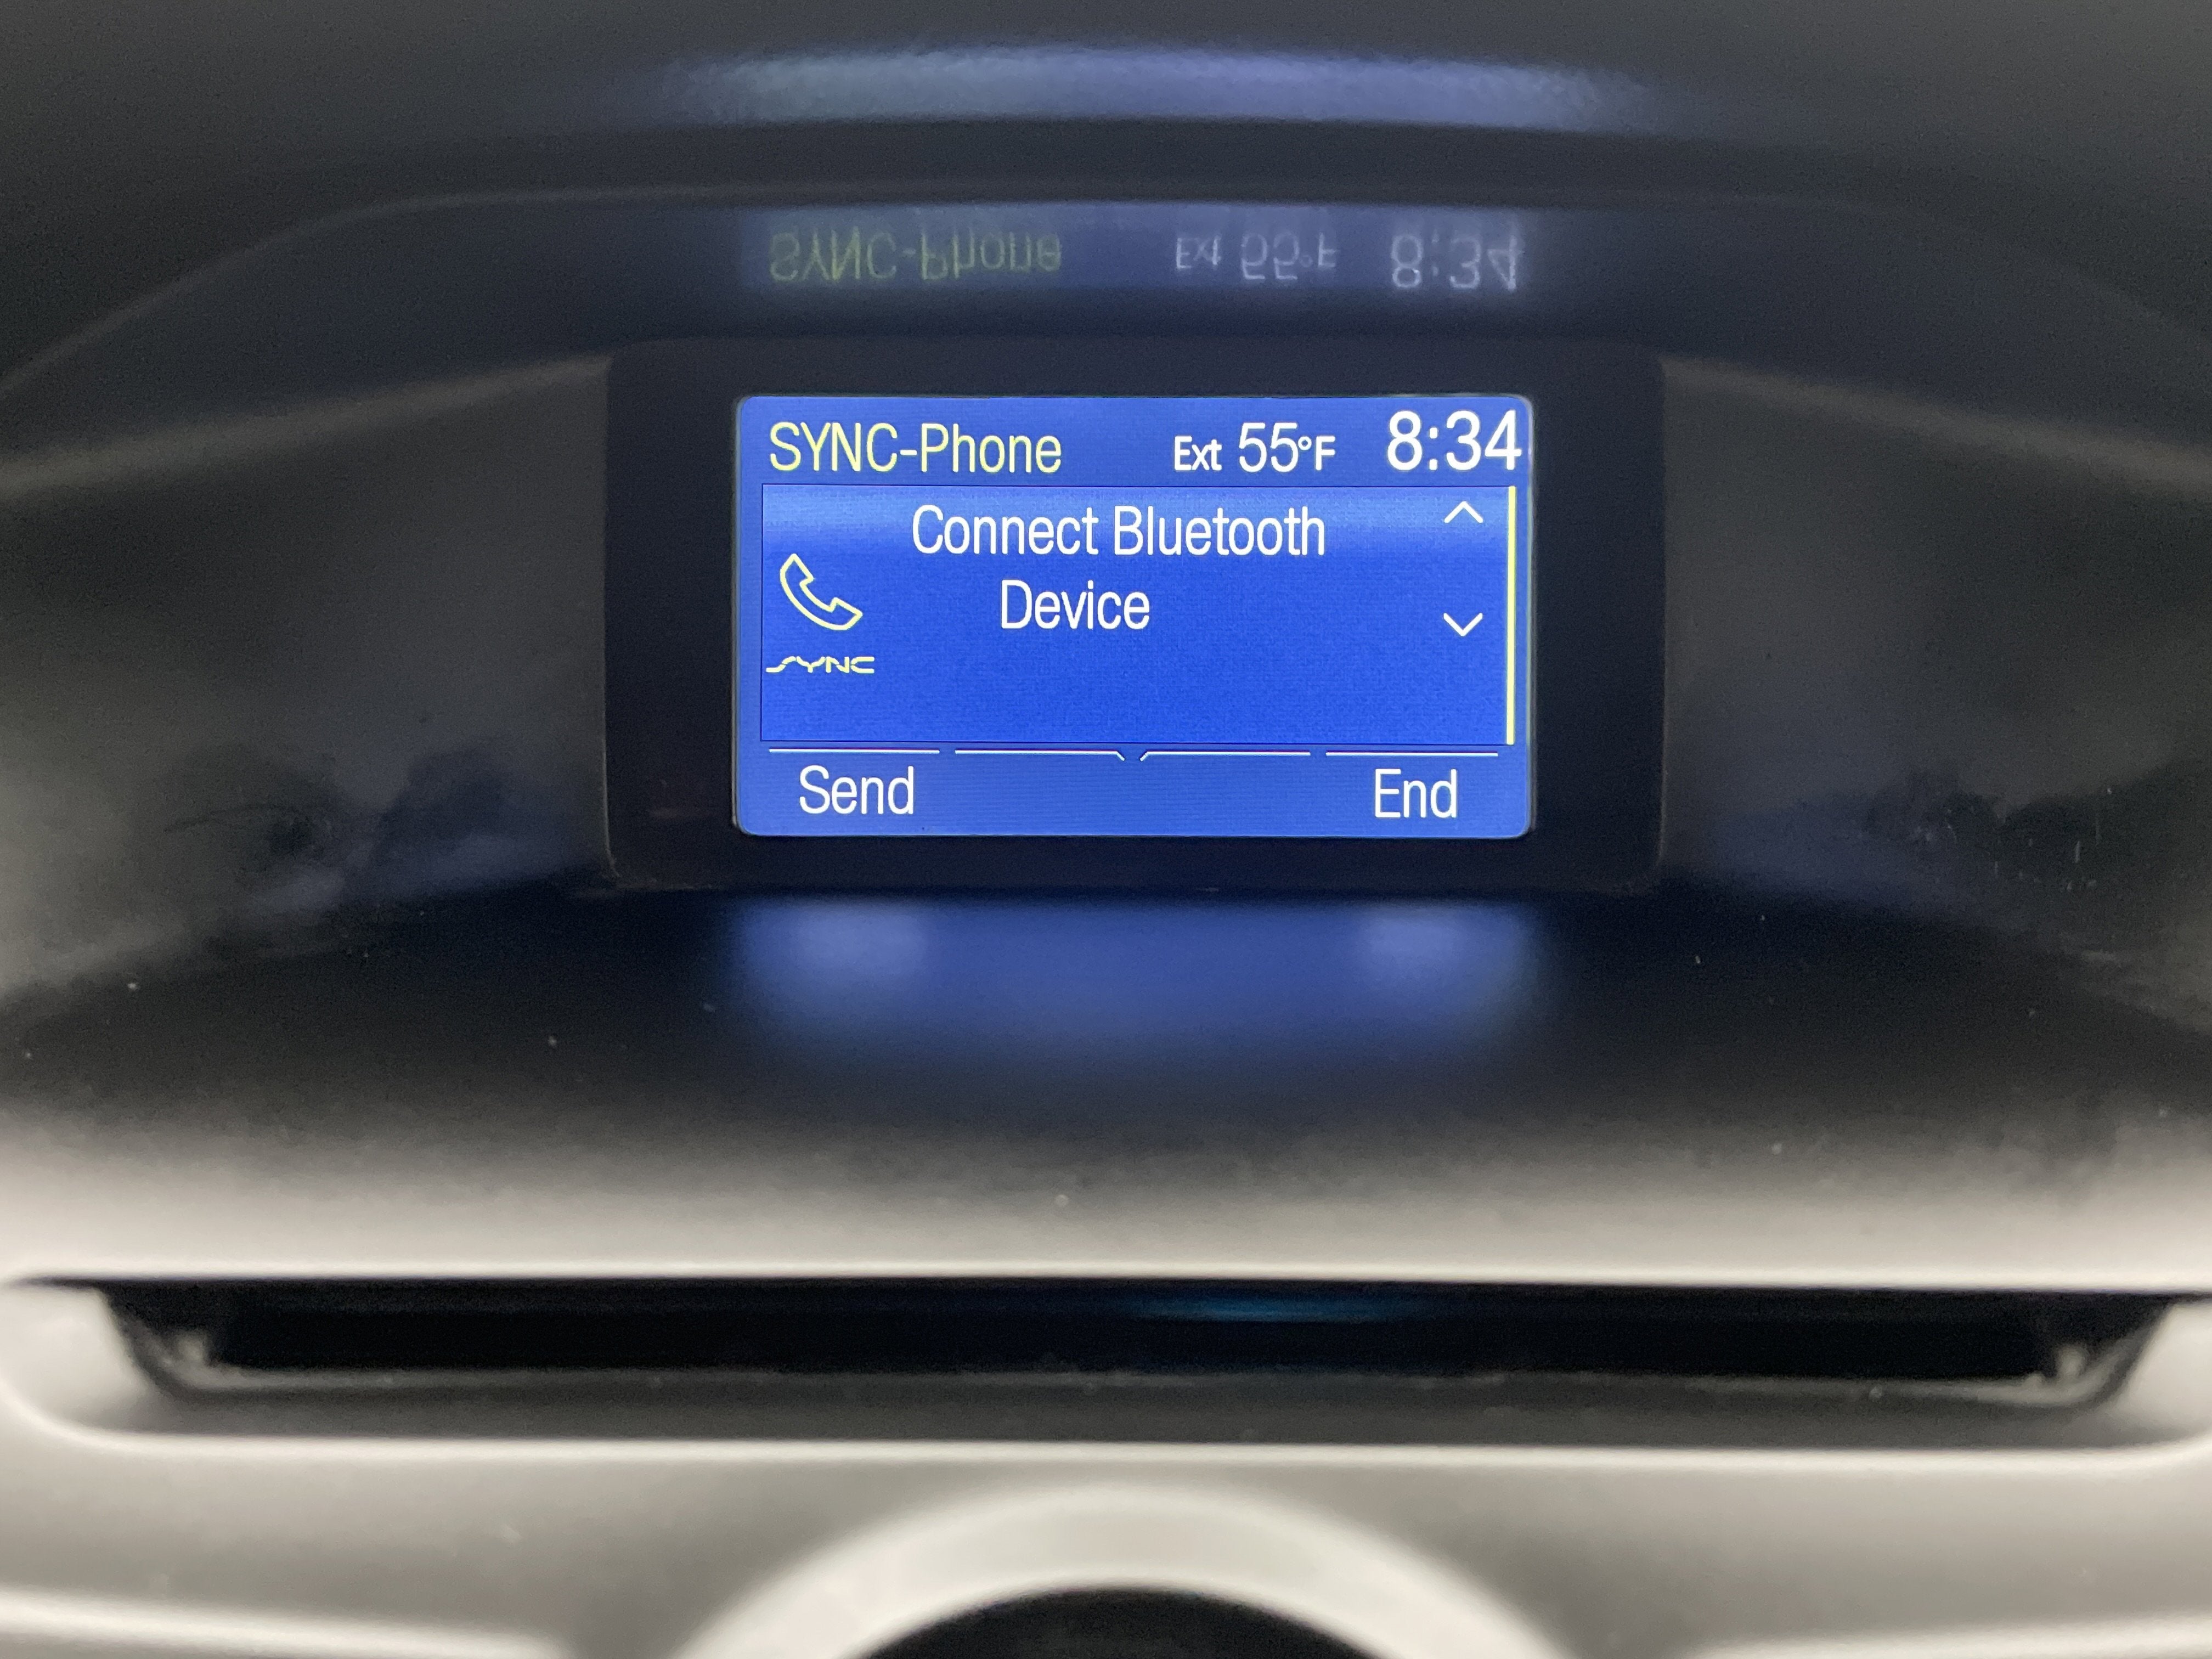 SYNC-Phone Ext 55°F 8:34
Connect Bluetooth
Device
SYNC
Send End